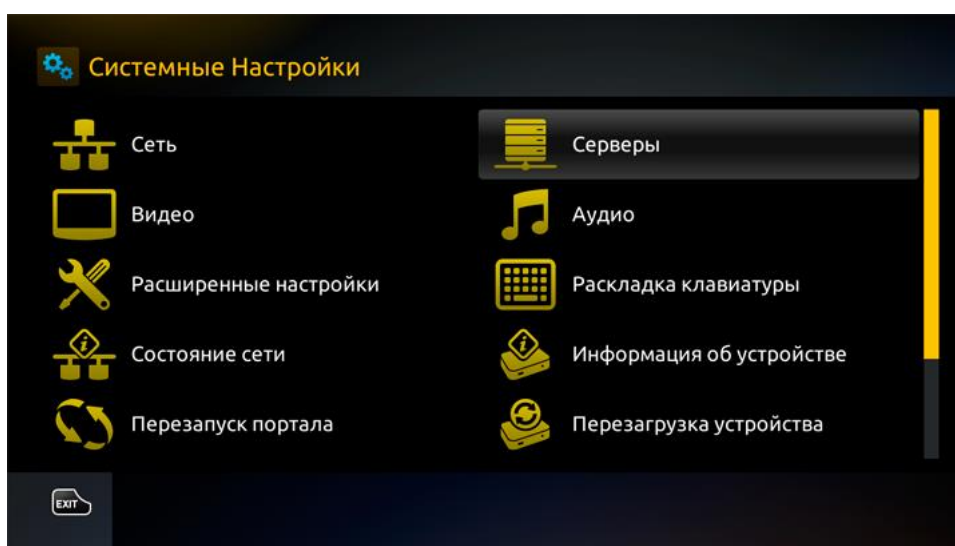 Системные Настройки
Сеть
Серверы
Видео
Аудио
Расширенные настройки
Раскладка клавиатуры
Состояние сети
Информация об устройстве
Перезапуск портала
Перезагрузка устройства
EXIT